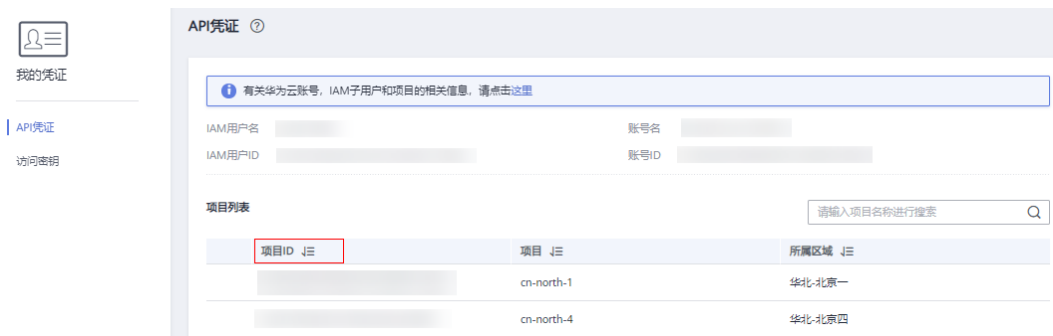 API凭证
我的凭证
有关华为云账号，IAM子用户和项目的相关信息，请点击这里
API凭证
IAM用户名 账号名
访问密钥
IAM用户ID 账号ID
项目列表
请输入项目名称进行搜索
项目ID 项目 所属区域
cn-north-1 华北-北京一
cn-north-4 华北-北京四